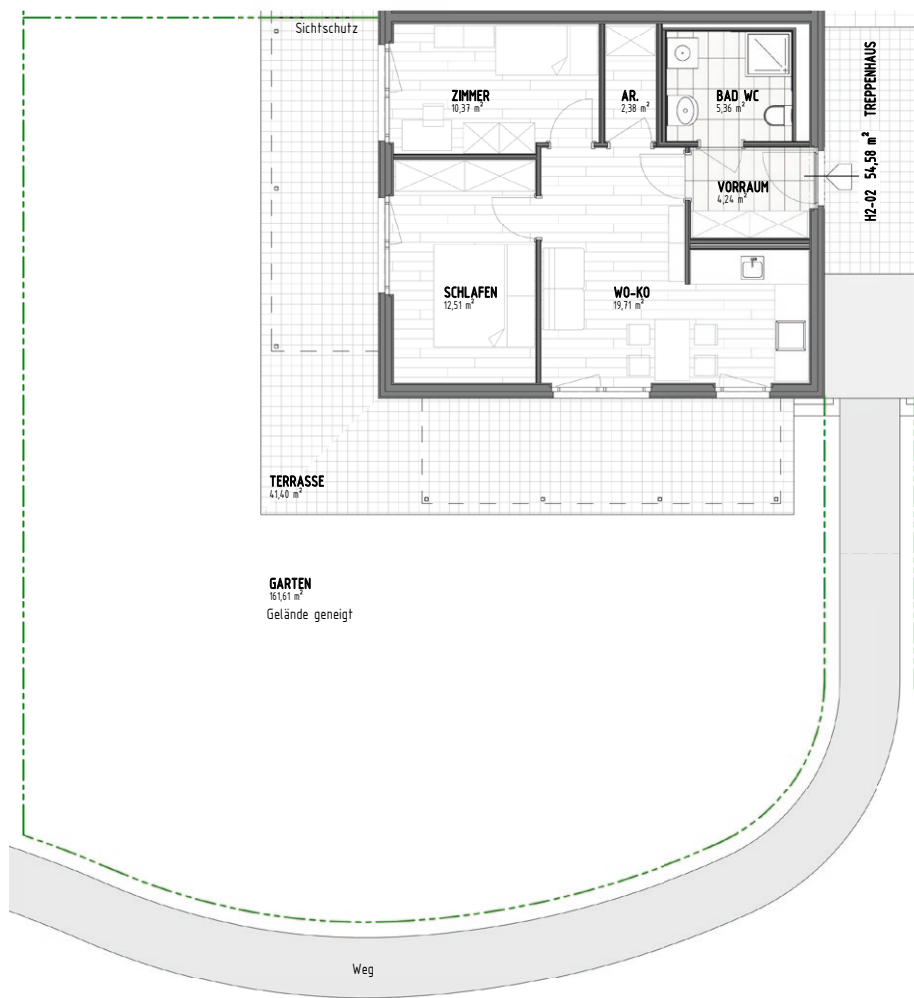 Sichtschutz
ZIMMER
10,37 m²
AR.
2,38 m²
BAD WC
5,36 m²
H2-02 54,58 m² TREPPENHAUS
VORRAUM
4,24 m²
SCHLAFEN
12,51 m²
WO-KO
19,71 m²
TERRASSE
41,40 m²
GARTEN
161,61 m²
Gelände geneigt
Weg